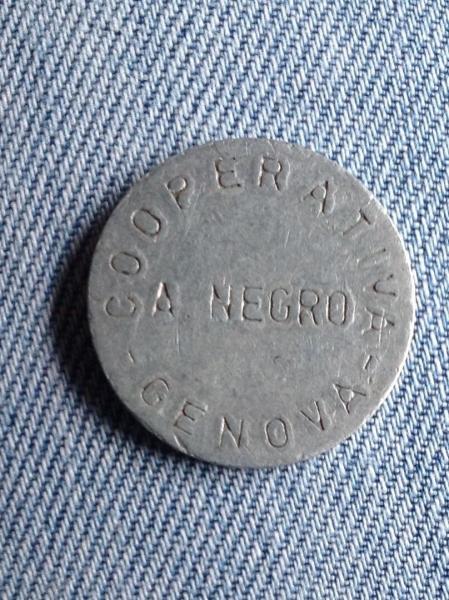 COOPERATIVA
A. NEGRO
- GENOVA -